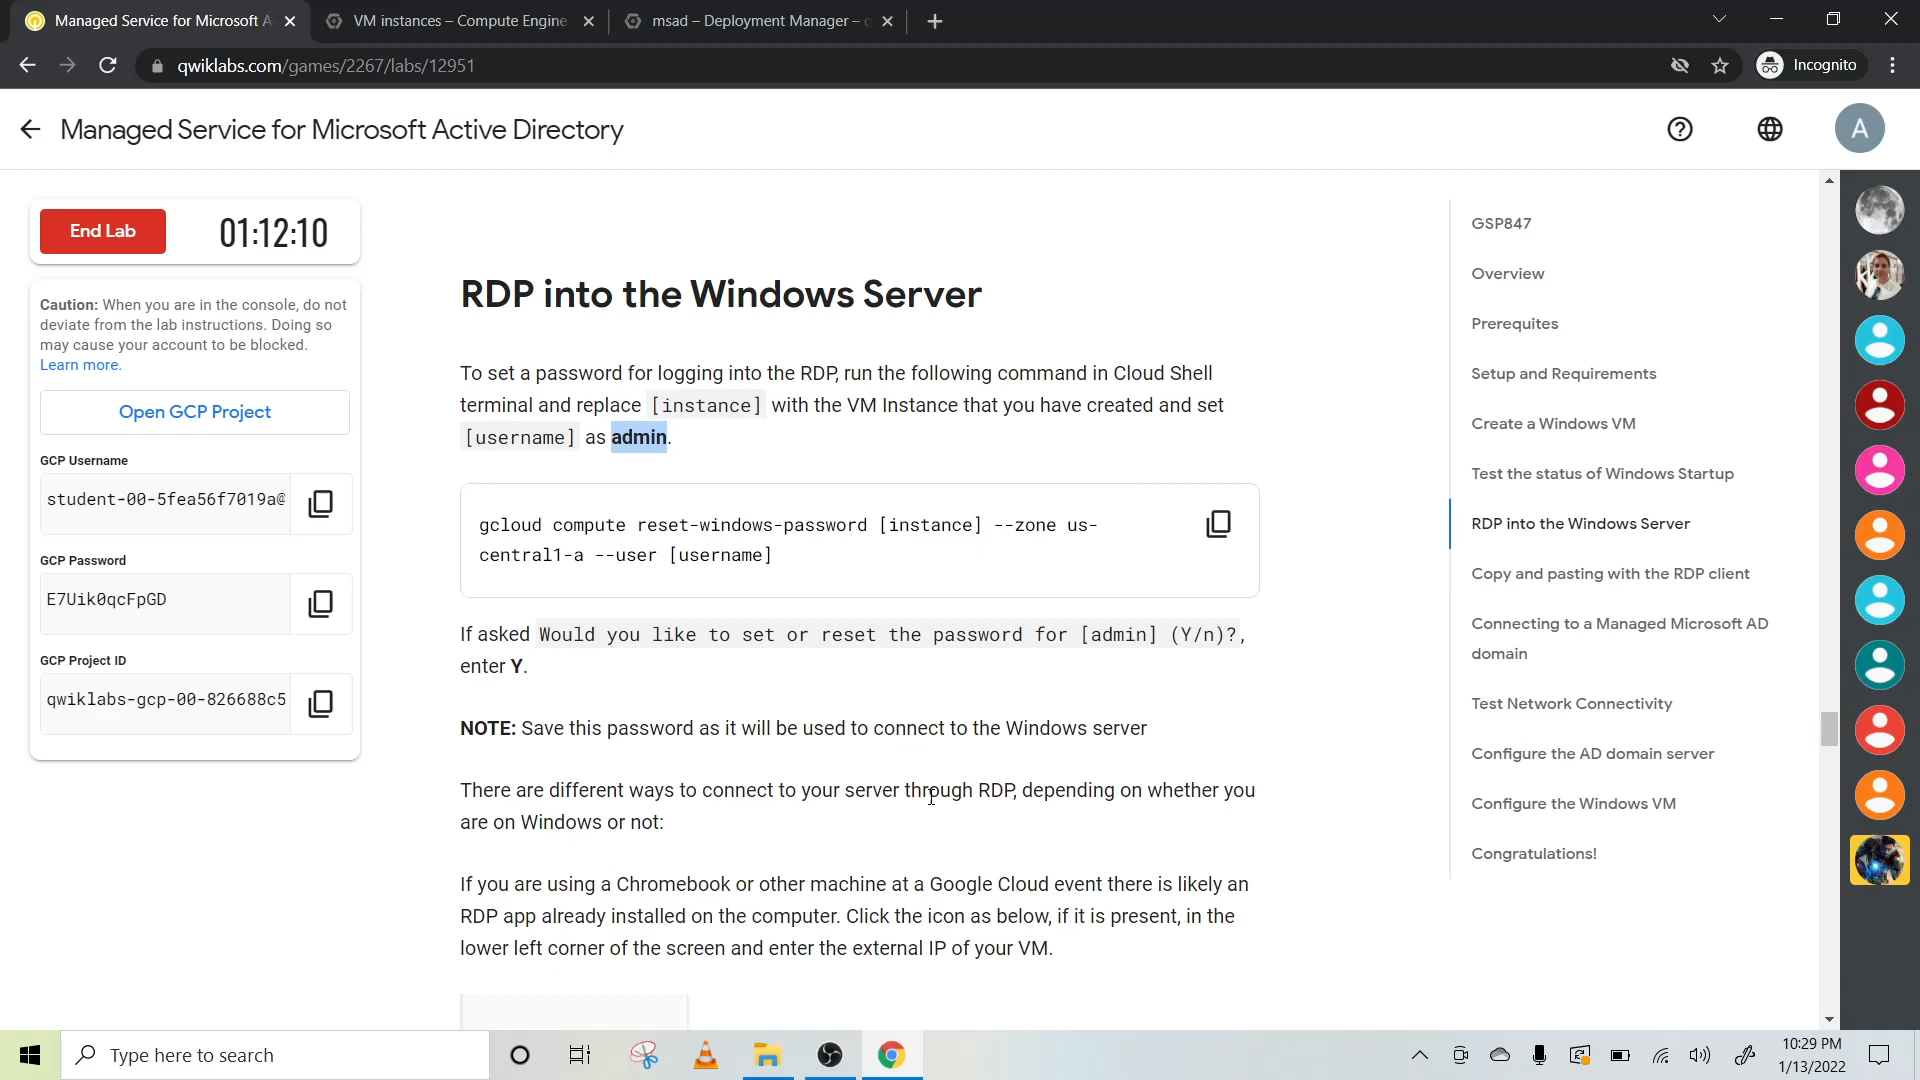 Managed Service for Microsoft A
VM instances – Compute Engine
msad – Deployment Manager –
qwiklabs.com/games/2267/labs/12951
Incognito
Managed Service for Microsoft Active Directory
A
End Lab
01:12:10
Caution: When you are in the console, do not
deviate from the lab instructions. Doing so
may cause your account to be blocked.
Learn more.
Open GCP Project
GCP Username
student-00-5fea56f7019a@
GCP Password
E7Uik0qcFpGD
GCP Project ID
qwiklabs-gcp-00-826688c5
RDP into the Windows Server
To set a password for logging into the RDP, run the following command in Cloud Shell
terminal and replace [instance] with the VM Instance that you have created and set
[username] as admin.
gcloud compute reset-windows-password [instance] --zone us-
central1-a --user [username]
If asked Would you like to set or reset the password for [admin] (Y/n)?,
enter Y.
NOTE: Save this password as it will be used to connect to the Windows server
There are different ways to connect to your server through RDP, depending on whether you
are on Windows or not:
If you are using a Chromebook or other machine at a Google Cloud event there is likely an
RDP app already installed on the computer. Click the icon as below, if it is present, in the
lower left corner of the screen and enter the external IP of your VM.
GSP847
Overview
Prerequites
Setup and Requirements
Create a Windows VM
Test the status of Windows Startup
RDP into the Windows Server
Copy and pasting with the RDP client
Connecting to a Managed Microsoft AD
domain
Test Network Connectivity
Configure the AD domain server
Configure the Windows VM
Congratulations!
Type here to search
10:29 PM
1/13/2022